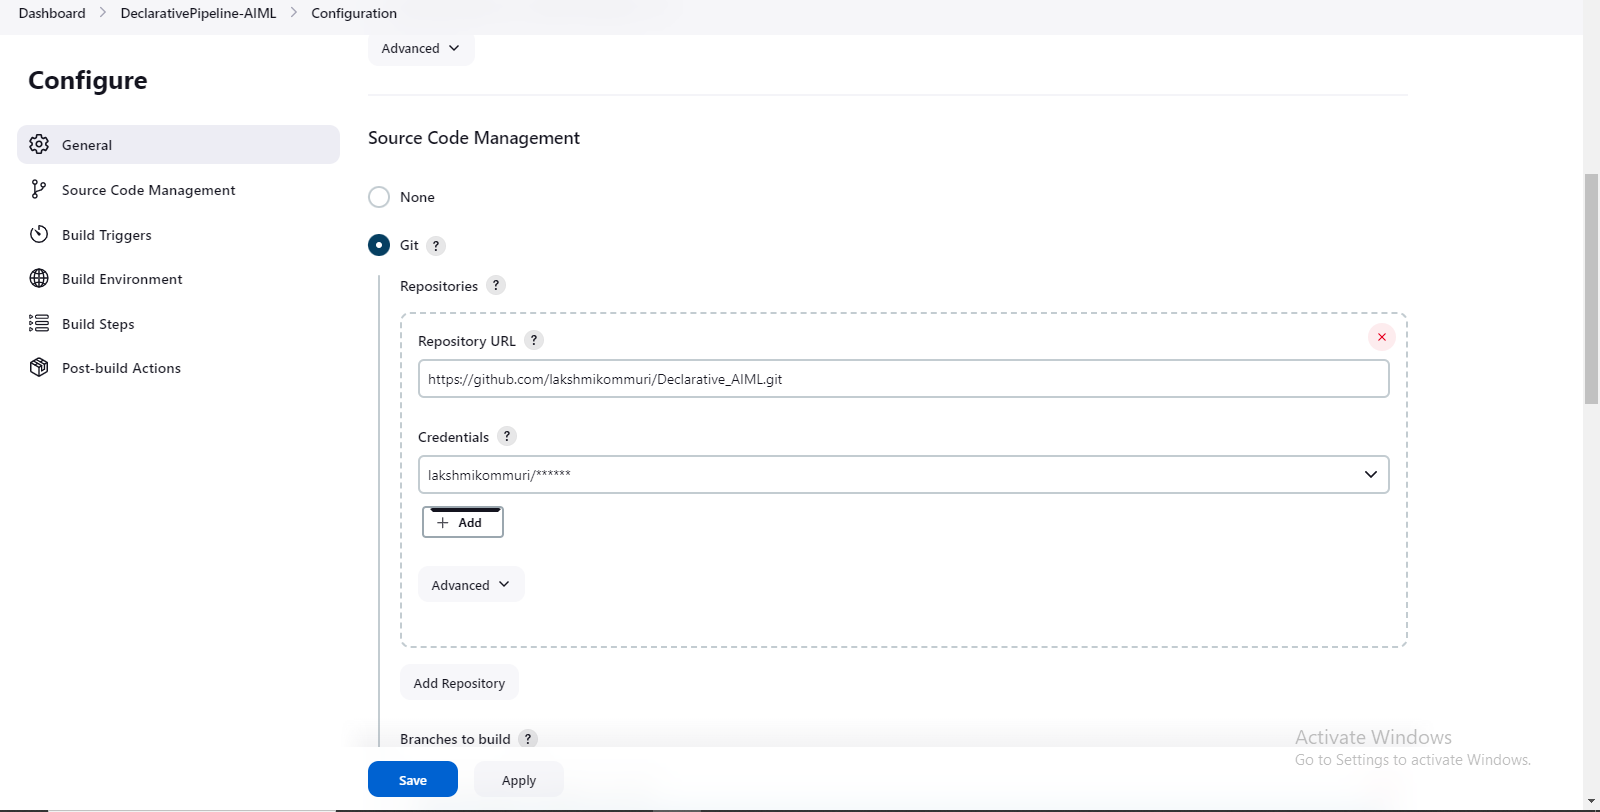 Dashboard > DeclarativePipeline-AIML > Configuration
Advanced
Configure
General
Source Code Management
Build Triggers
Build Environment
Build Steps
Post-build Actions
Source Code Management
None
Git ?
Repositories ?
Repository URL ?
https://github.com/lakshmikommuri/Declarative_AIML.git
Credentials ?
lakshmikommuri/******
+ Add
Advanced
Add Repository
Branches to build ?
Save
Apply
Activate Windows
Go to Settings to activate Windows.